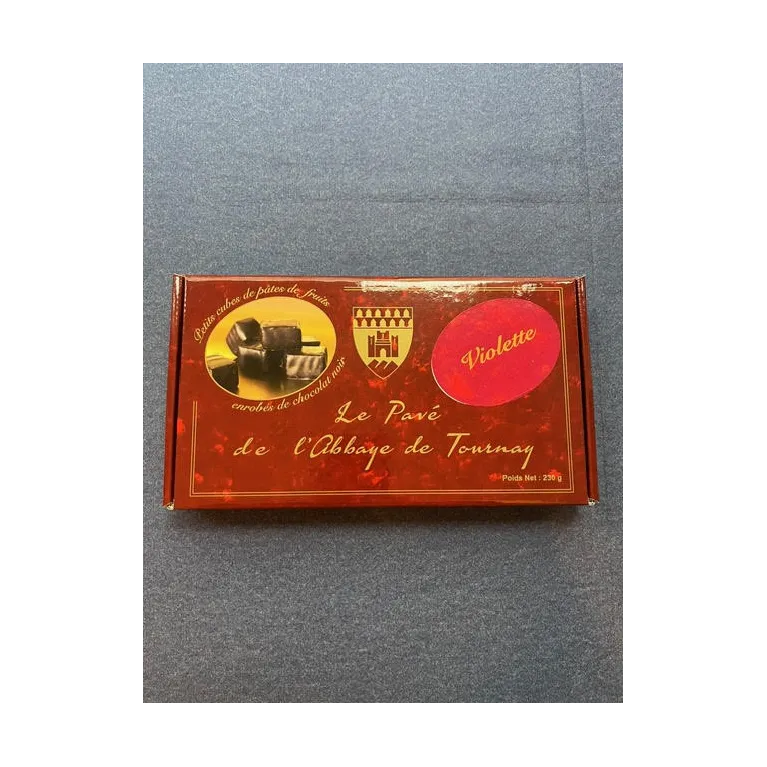 Petits cubes de pâtes de fruits
enrobés de chocolat noir
Violette
Le Pavé
de l'Abbaye de Tournay
Poids Net : 230 g